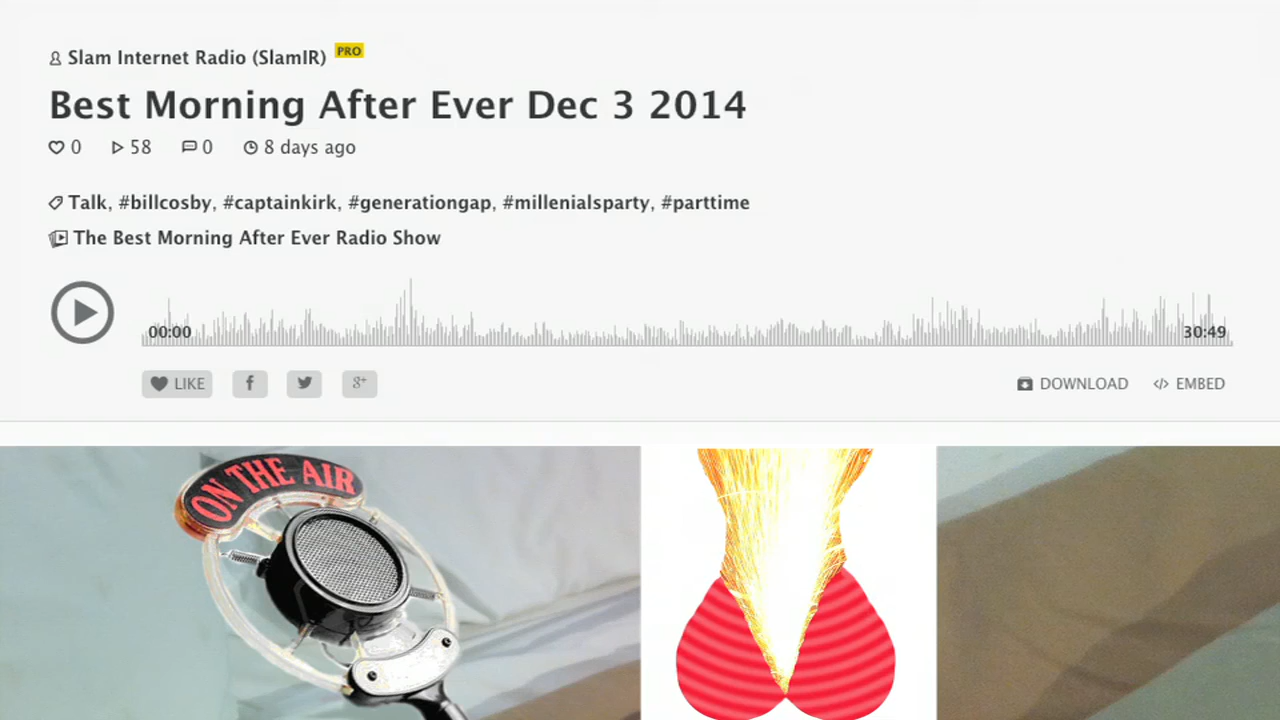 Slam Internet Radio (SlamIR) PRO
Best Morning After Ever Dec 3 2014
0 58 0 8 days ago
Talk, #billcosby, #captainkirk, #generationgap, #millenialsparty, #parttime
The Best Morning After Ever Radio Show
00:00 30:49
LIKE f g+ DOWNLOAD </> EMBED
ON THE AIR